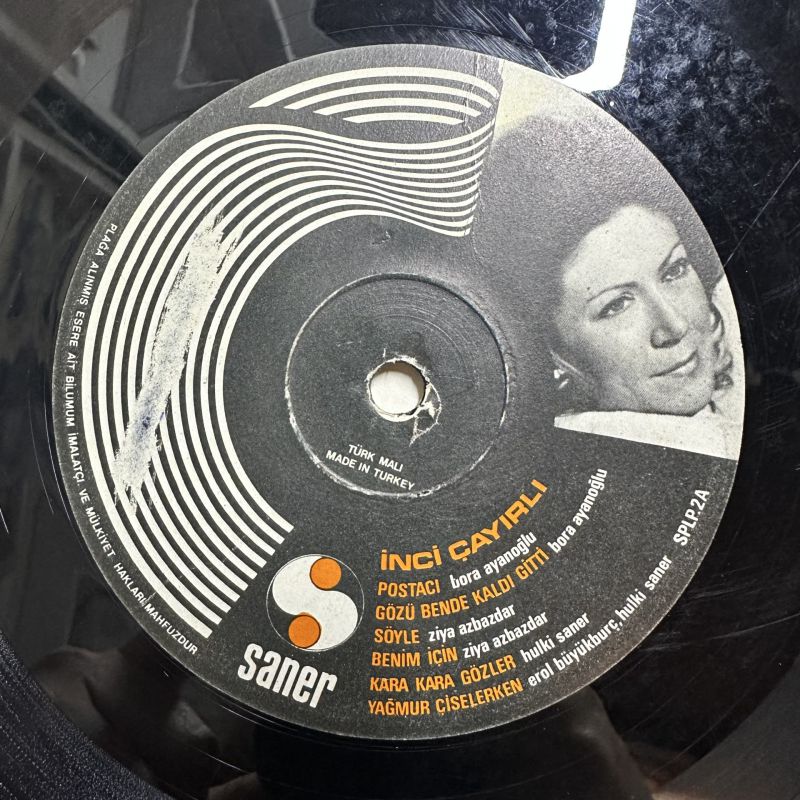 PLAĞA ALINMIŞ ESERE AİT BİLUMUM İMALATÇI VE MÜLKİYET HAKLARI MAHFUZDUR
TÜRK MALI
MADE IN TURKEY
İNCİ ÇAYIRLI
POSTACI bora ayanoğlu
GÖZÜ BENDE KALDI GİTTİ bora ayanoğlu
SÖYLE ziya azbazdar
BENİM İÇİN ziya azbazdar
KARA KARA GÖZLER hulki saner
YAĞMUR ÇİSELERKEN erol büyükburç, hulki saner
SPLP.2A
saner